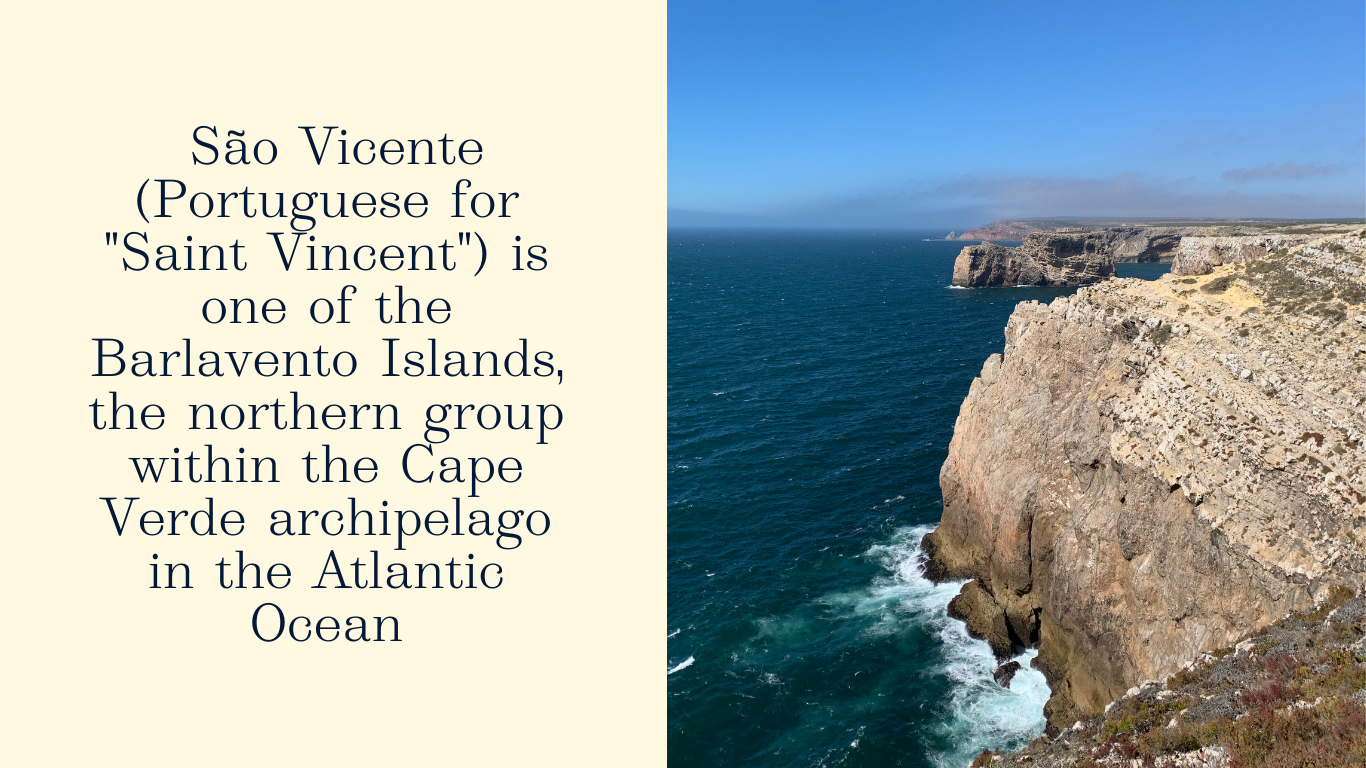 São Vicente
(Portuguese for
"Saint Vincent") is
one of the
Barlavento Islands,
the northern group
within the Cape
Verde archipelago
in the Atlantic
Ocean